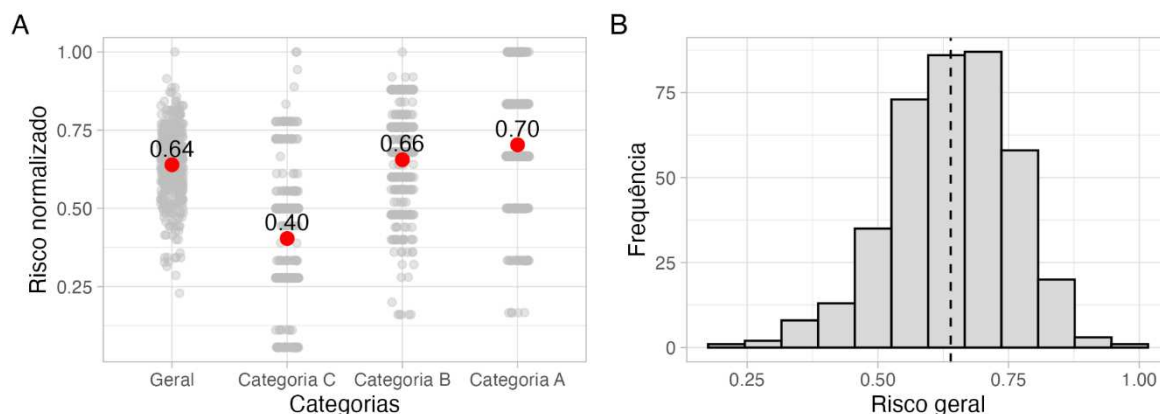 A
Risco normalizado
1.00
0.75
0.50
0.25
0.64
0.40
0.66
0.70
Geral
Categoria C
Categoria B
Categoria A
Categorias
B
Frequência
75
50
25
0
0.25
0.50
0.75
1.00
Risco geral